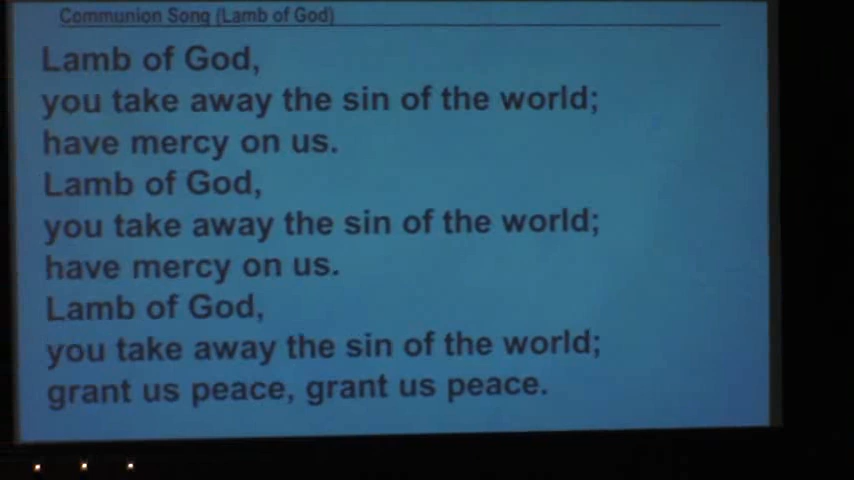 Communion Song (Lamb of God)
Lamb of God,
you take away the sin of the world;
have mercy on us.
Lamb of God,
you take away the sin of the world;
have mercy on us.
Lamb of God,
you take away the sin of the world;
grant us peace, grant us peace.